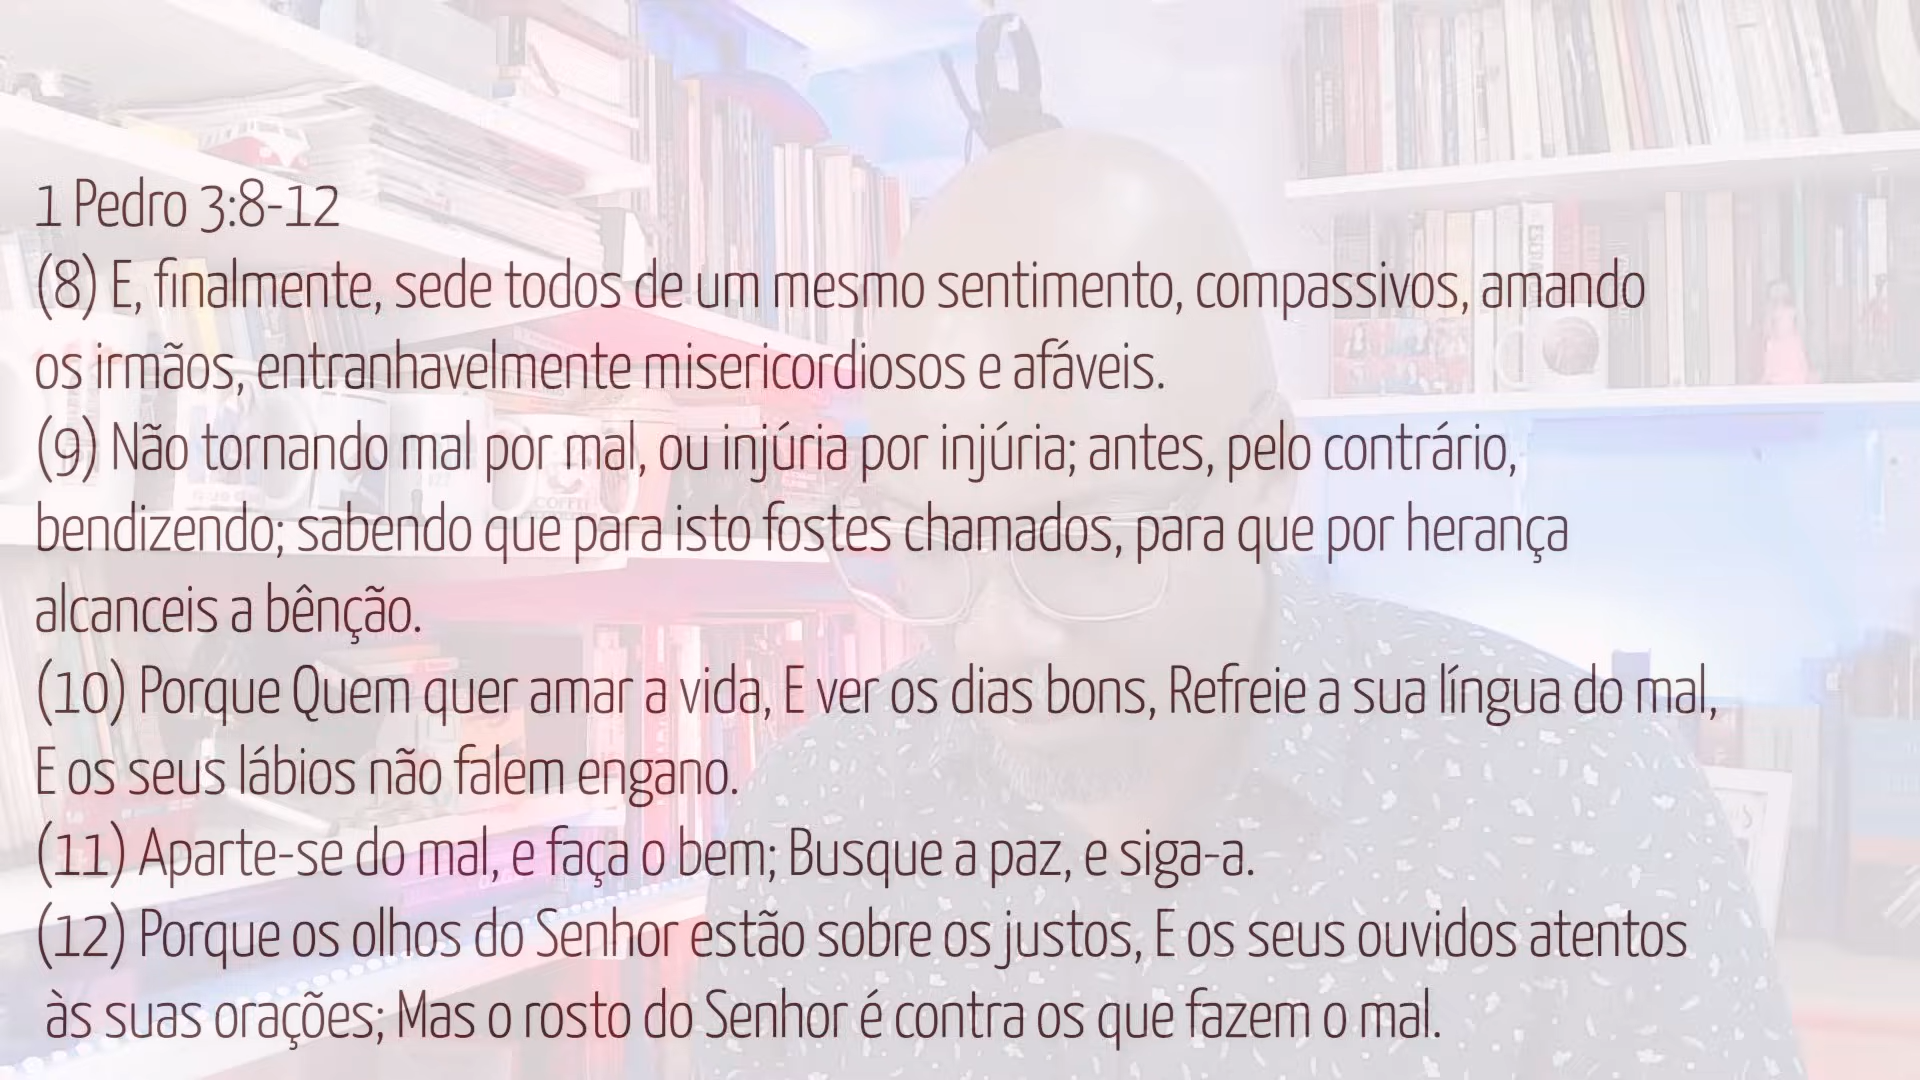 1 Pedro 3:8-12
(8) E, finalmente, sede todos de um mesmo sentimento, compassivos, amando
os irmãos, entranhavelmente misericordiosos e afáveis.
(9) Não tornando mal por mal, ou injúria por injúria; antes, pelo contrário,
bendizendo; sabendo que para isto fostes chamados, para que por herança
alcanceis a bênção.
(10) Porque Quem quer amar a vida, E ver os dias bons, Refreie a sua língua do mal,
E os seus lábios não falem engano.
(11) Aparte-se do mal, e faça o bem; Busque a paz, e siga-a.
(12) Porque os olhos do Senhor estão sobre os justos, E os seus ouvidos atentos
às suas orações; Mas o rosto do Senhor é contra os que fazem o mal.